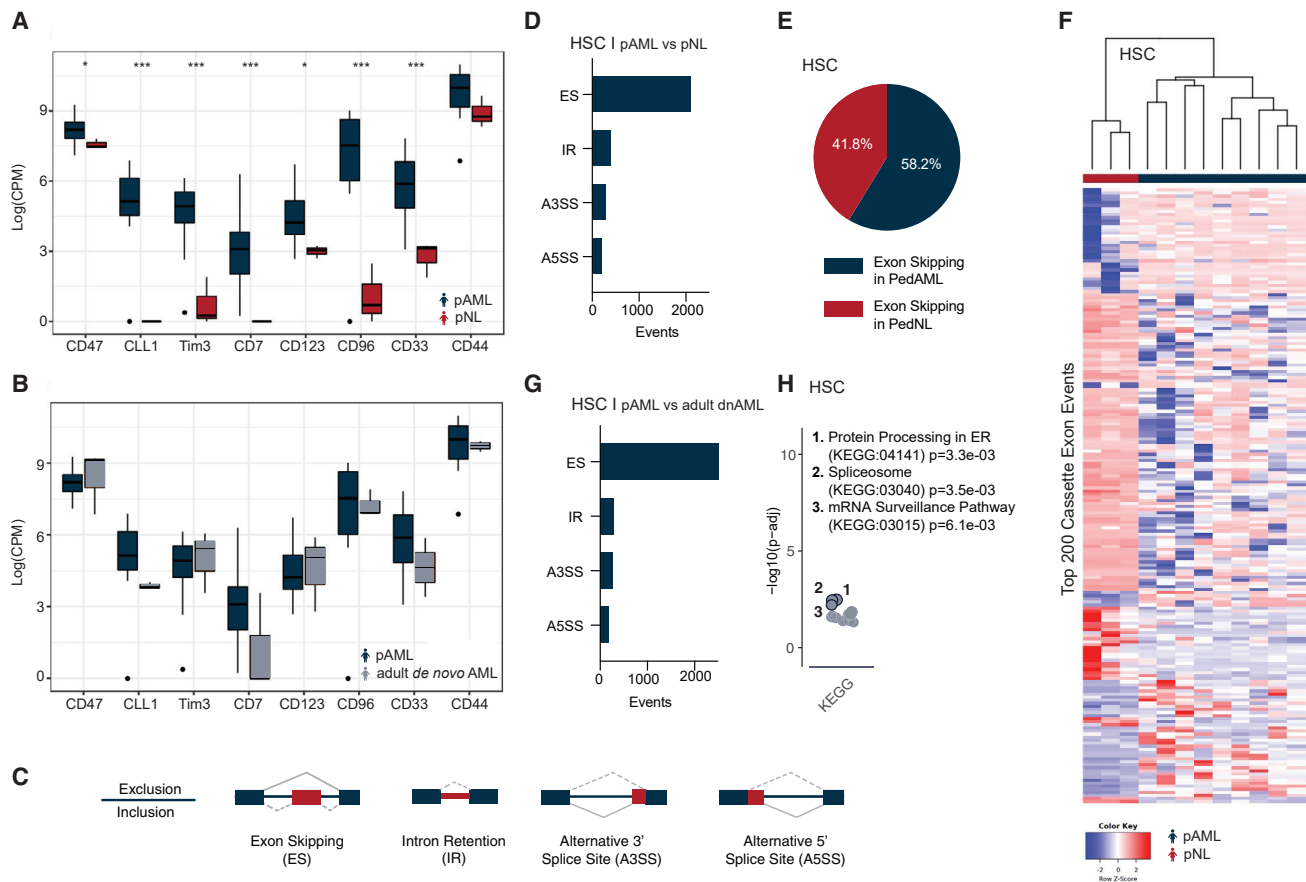 A
* *** *** *** * *** ***
Log(CPM)
9
6
3
0
pAML
pNL
CD47 CLL1 Tim3 CD7 CD123 CD96 CD33 CD44
B
Log(CPM)
9
6
3
0
pAML
adult de novo AML
CD47 CLL1 Tim3 CD7 CD123 CD96 CD33 CD44
C
Exclusion
Inclusion
Exon Skipping
(ES)
Intron Retention
(IR)
Alternative 3'
Splice Site (A3SS)
Alternative 5'
Splice Site (A5SS)
D
HSC I pAML vs pNL
ES
IR
A3SS
A5SS
0 1000 2000
Events
E
HSC
41.8%
58.2%
Exon Skipping
in PedAML
Exon Skipping
in PedNL
F
HSC
Top 200 Cassette Exon Events
Color Key
-2 0 2
Row Z-Score
pAML
pNL
G
HSC I pAML vs adult dnAML
ES
IR
A3SS
A5SS
0 1000 2000
Events
H
HSC
1. Protein Processing in ER
(KEGG:04141) p=3.3e-03
2. Spliceosome
(KEGG:03040) p=3.5e-03
3. mRNA Surveillance Pathway
(KEGG:03015) p=6.1e-03
−log10(p-adj)
10
5
0
2 1
3
KEGG